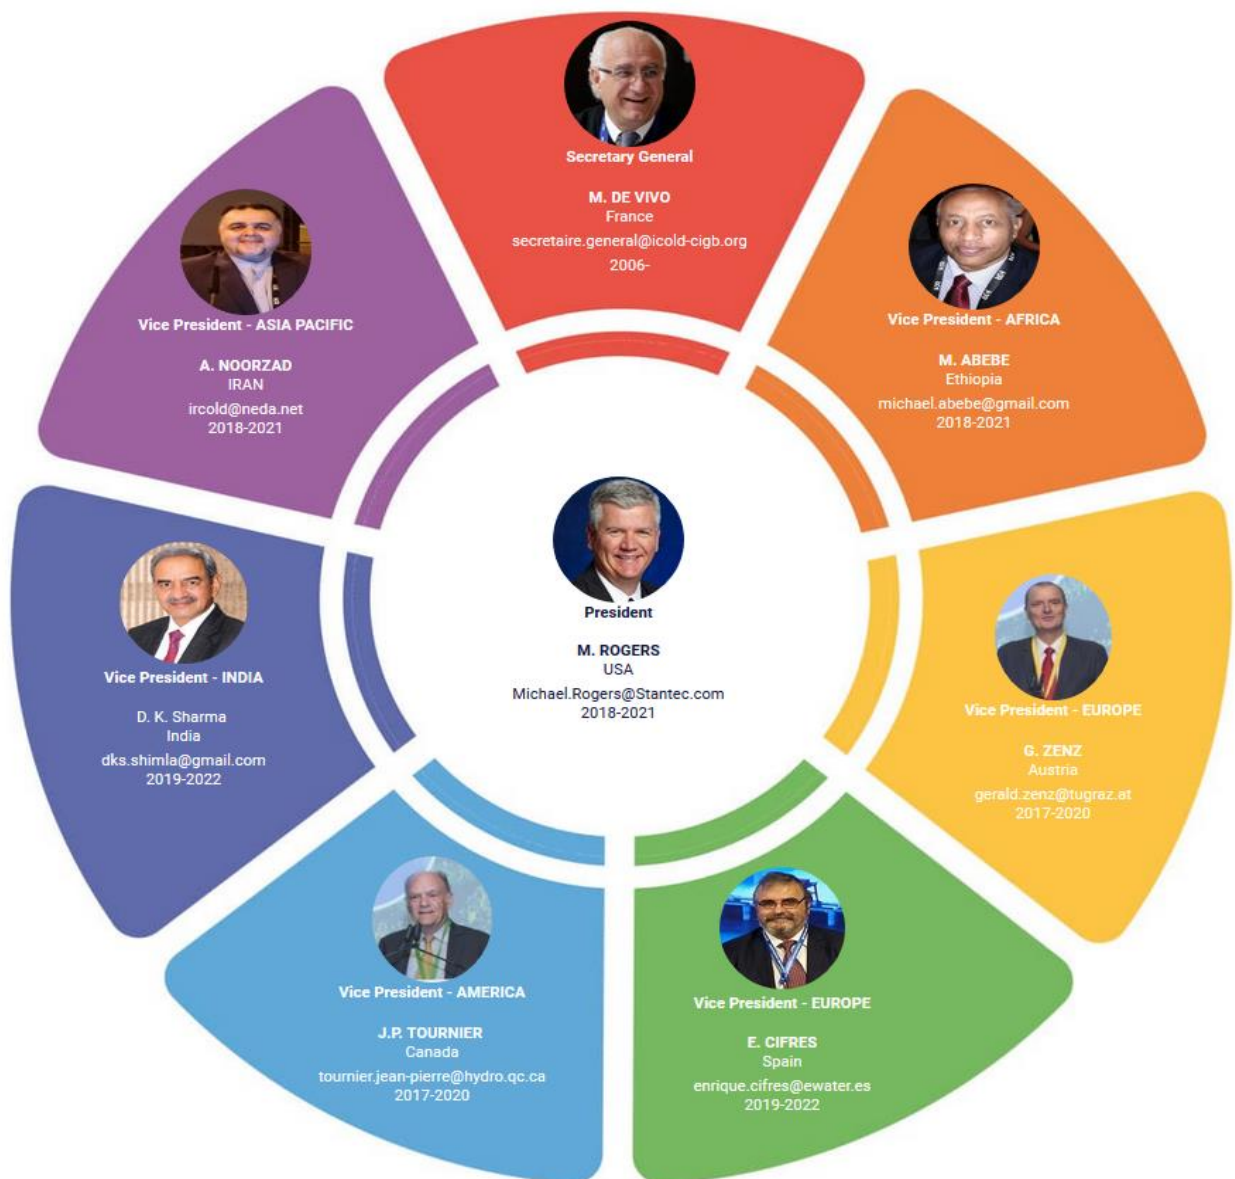 Secretary General
M. DE VIVO
France
secretaire.general@icold-cigb.org
2006-
Vice President - AFRICA
M. ABEBE
Ethiopia
michael.abebe@gmail.com
2018-2021
Vice President - EUROPE
G. ZENZ
Austria
gerald.zenz@tugraz.at
2017-2020
Vice President - EUROPE
E. CIFRES
Spain
enrique.cifres@ewater.es
2019-2022
Vice President - AMERICA
J.P. TOURNIER
Canada
tournier.jean-pierre@hydro.qc.ca
2017-2020
Vice President - INDIA
D. K. Sharma
India
dks.shimla@gmail.com
2019-2022
Vice President - ASIA PACIFIC
A. NOORZAD
IRAN
ircold@neda.net
2018-2021
President
M. ROGERS
USA
Michael.Rogers@Stantec.com
2018-2021